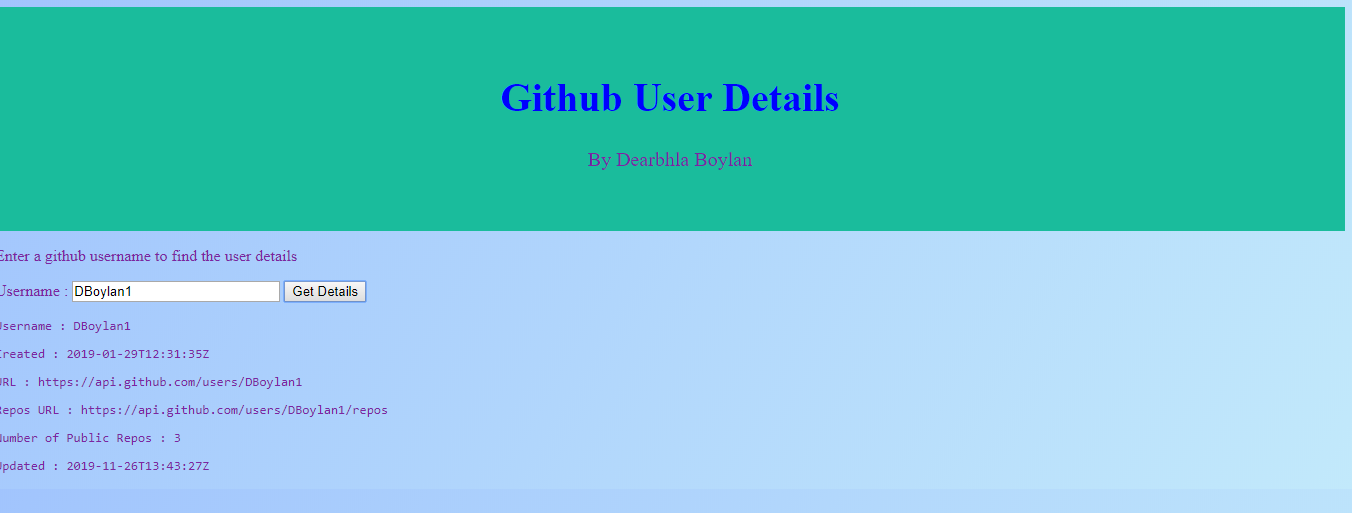 Github User Details
By Dearbhla Boylan
Enter a github username to find the user details
Username : DBoylan1 Get Details
Username : DBoylan1
Created : 2019-01-29T12:31:35Z
URL : https://api.github.com/users/DBoylan1
Repos URL : https://api.github.com/users/DBoylan1/repos
Number of Public Repos : 3
Updated : 2019-11-26T13:43:27Z